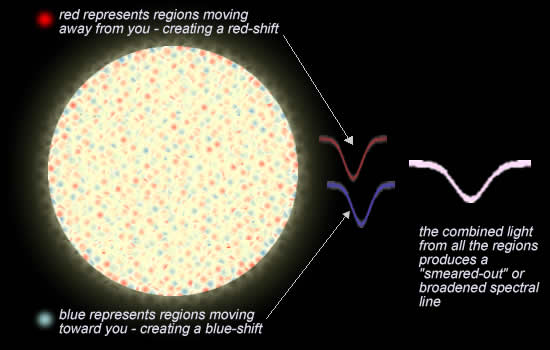 red represents regions moving
away from you - creating a red-shift
the combined light
from all the regions
produces a
"smeared-out" or
broadened spectral
line
blue represents regions moving
toward you - creating a blue-shift